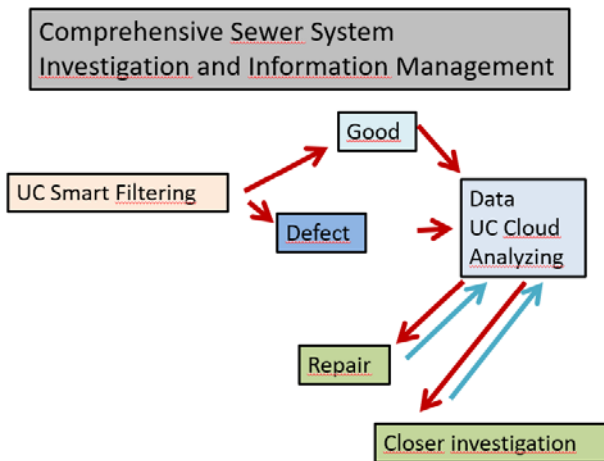 Comprehensive Sewer System
Investigation and Information Management
Good
UC Smart Filtering
Defect
Data
UC Cloud
Analyzing
Repair
Closer investigation